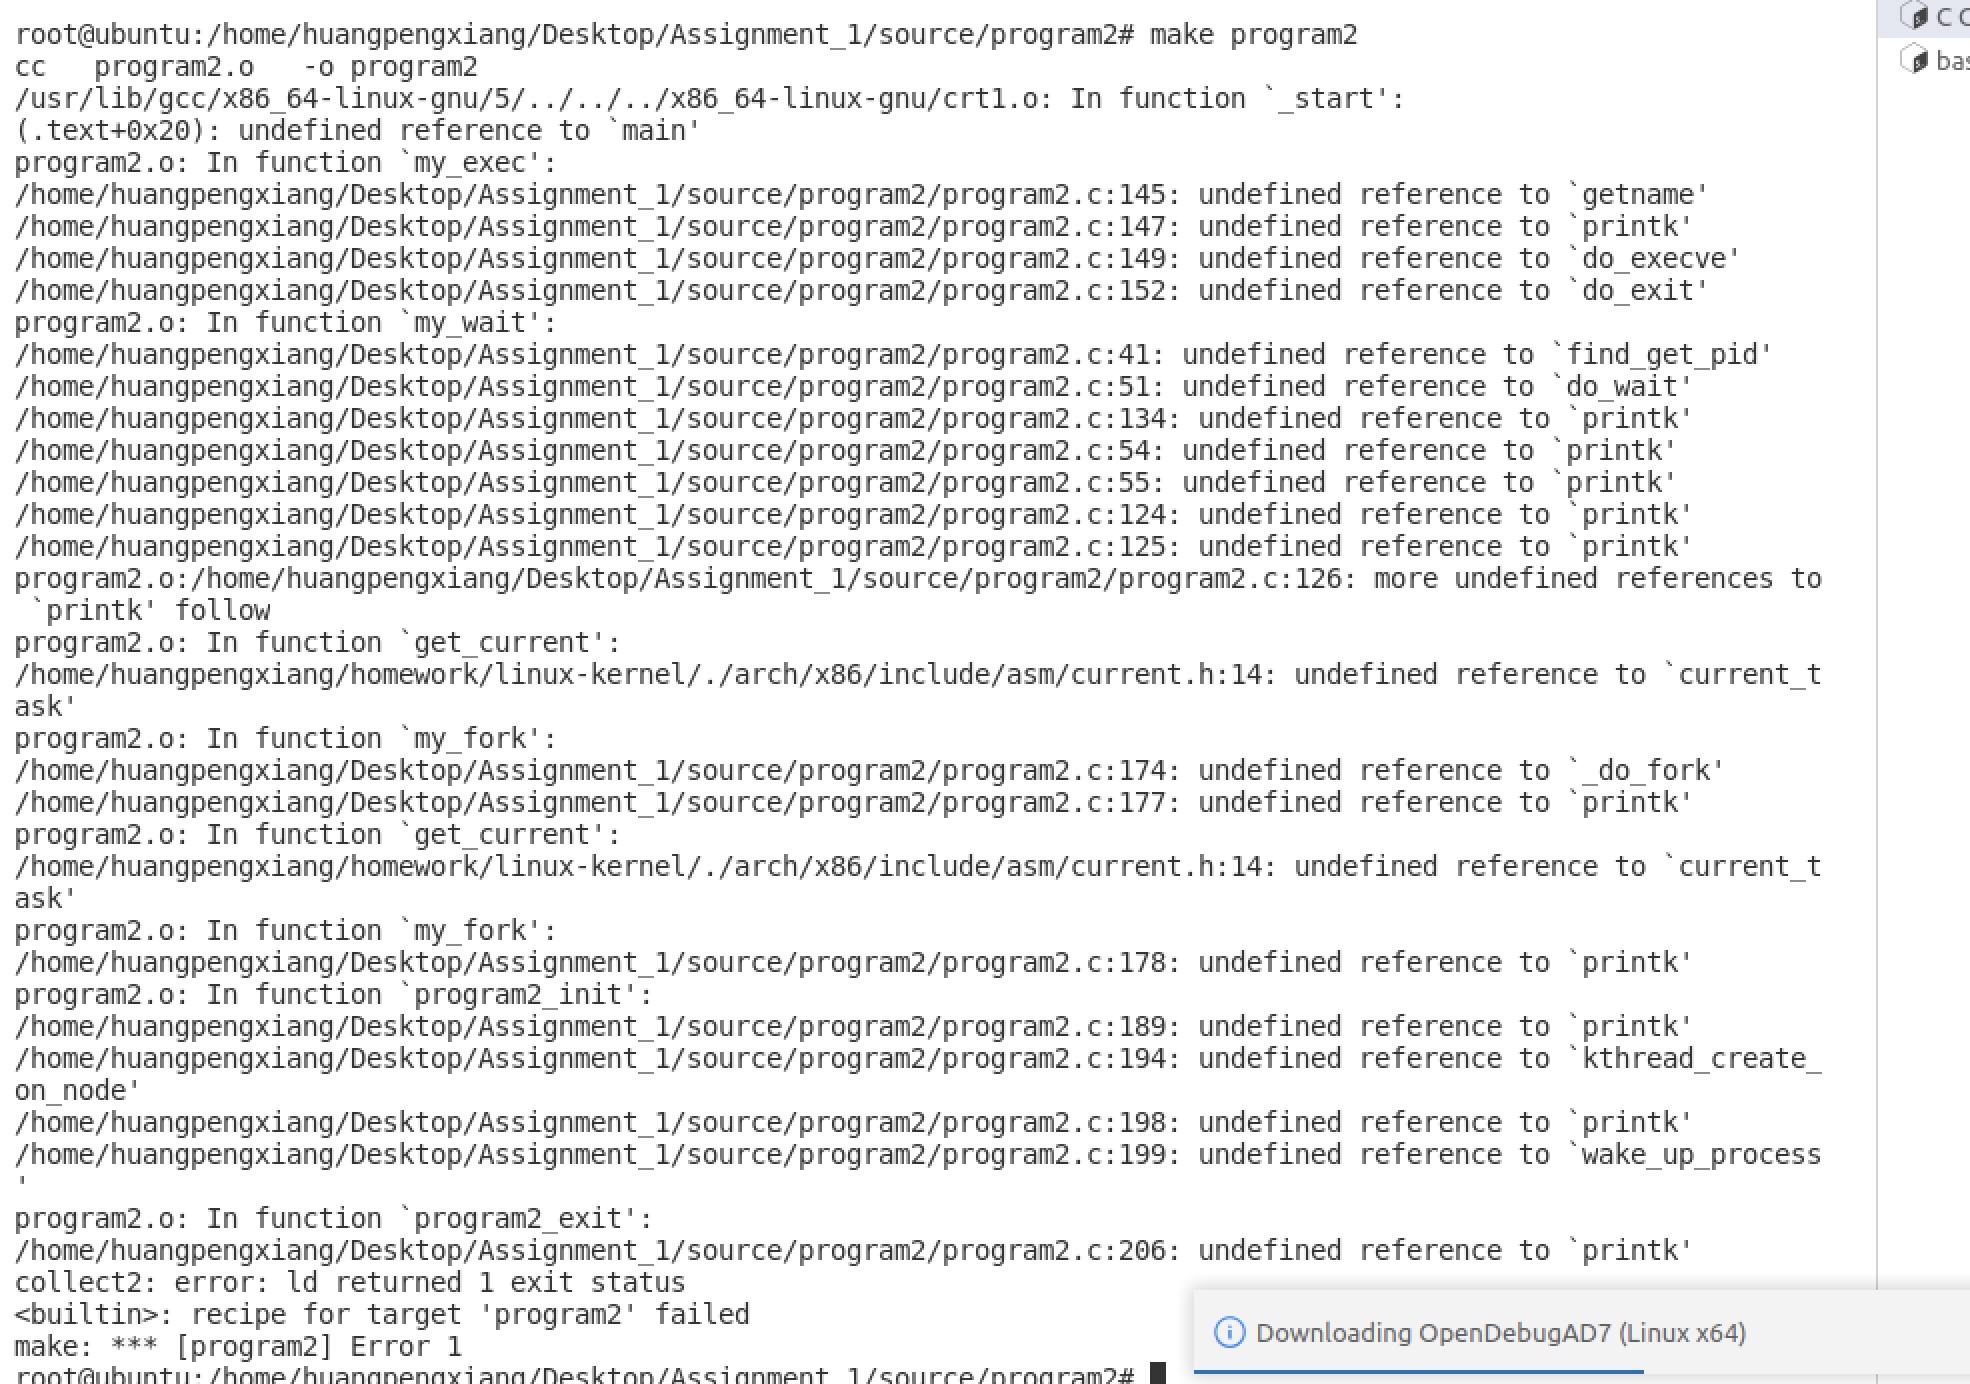 root@ubuntu:/home/huangpengxiang/Desktop/Assignment_1/source/program2# make program2
cc   program2.o   -o program2
/usr/lib/gcc/x86_64-linux-gnu/5/../../../x86_64-linux-gnu/crt1.o: In function `_start':
(.text+0x20): undefined reference to `main'
program2.o: In function `my_exec':
/home/huangpengxiang/Desktop/Assignment_1/source/program2/program2.c:145: undefined reference to `getname'
/home/huangpengxiang/Desktop/Assignment_1/source/program2/program2.c:147: undefined reference to `printk'
/home/huangpengxiang/Desktop/Assignment_1/source/program2/program2.c:149: undefined reference to `do_execve'
/home/huangpengxiang/Desktop/Assignment_1/source/program2/program2.c:152: undefined reference to `do_exit'
program2.o: In function `my_wait':
/home/huangpengxiang/Desktop/Assignment_1/source/program2/program2.c:41: undefined reference to `find_get_pid'
/home/huangpengxiang/Desktop/Assignment_1/source/program2/program2.c:51: undefined reference to `do_wait'
/home/huangpengxiang/Desktop/Assignment_1/source/program2/program2.c:134: undefined reference to `printk'
/home/huangpengxiang/Desktop/Assignment_1/source/program2/program2.c:54: undefined reference to `printk'
/home/huangpengxiang/Desktop/Assignment_1/source/program2/program2.c:55: undefined reference to `printk'
/home/huangpengxiang/Desktop/Assignment_1/source/program2/program2.c:124: undefined reference to `printk'
/home/huangpengxiang/Desktop/Assignment_1/source/program2/program2.c:125: undefined reference to `printk'
program2.o:/home/huangpengxiang/Desktop/Assignment_1/source/program2/program2.c:126: more undefined references to
 `printk' follow
program2.o: In function `get_current':
/home/huangpengxiang/homework/linux-kernel/./arch/x86/include/asm/current.h:14: undefined reference to `current_t
ask'
program2.o: In function `my_fork':
/home/huangpengxiang/Desktop/Assignment_1/source/program2/program2.c:174: undefined reference to `_do_fork'
/home/huangpengxiang/Desktop/Assignment_1/source/program2/program2.c:177: undefined reference to `printk'
program2.o: In function `get_current':
/home/huangpengxiang/homework/linux-kernel/./arch/x86/include/asm/current.h:14: undefined reference to `current_t
ask'
program2.o: In function `my_fork':
/home/huangpengxiang/Desktop/Assignment_1/source/program2/program2.c:178: undefined reference to `printk'
program2.o: In function `program2_init':
/home/huangpengxiang/Desktop/Assignment_1/source/program2/program2.c:189: undefined reference to `printk'
/home/huangpengxiang/Desktop/Assignment_1/source/program2/program2.c:194: undefined reference to `kthread_create_
on_node'
/home/huangpengxiang/Desktop/Assignment_1/source/program2/program2.c:198: undefined reference to `printk'
/home/huangpengxiang/Desktop/Assignment_1/source/program2/program2.c:199: undefined reference to `wake_up_process
'
program2.o: In function `program2_exit':
/home/huangpengxiang/Desktop/Assignment_1/source/program2/program2.c:206: undefined reference to `printk'
collect2: error: ld returned 1 exit status
<builtin>: recipe for target 'program2' failed
make: *** [program2] Error 1
root@ubuntu:/home/huangpengxiang/Desktop/Assignment_1/source/program2#
Downloading OpenDebugAD7 (Linux x64)
bas